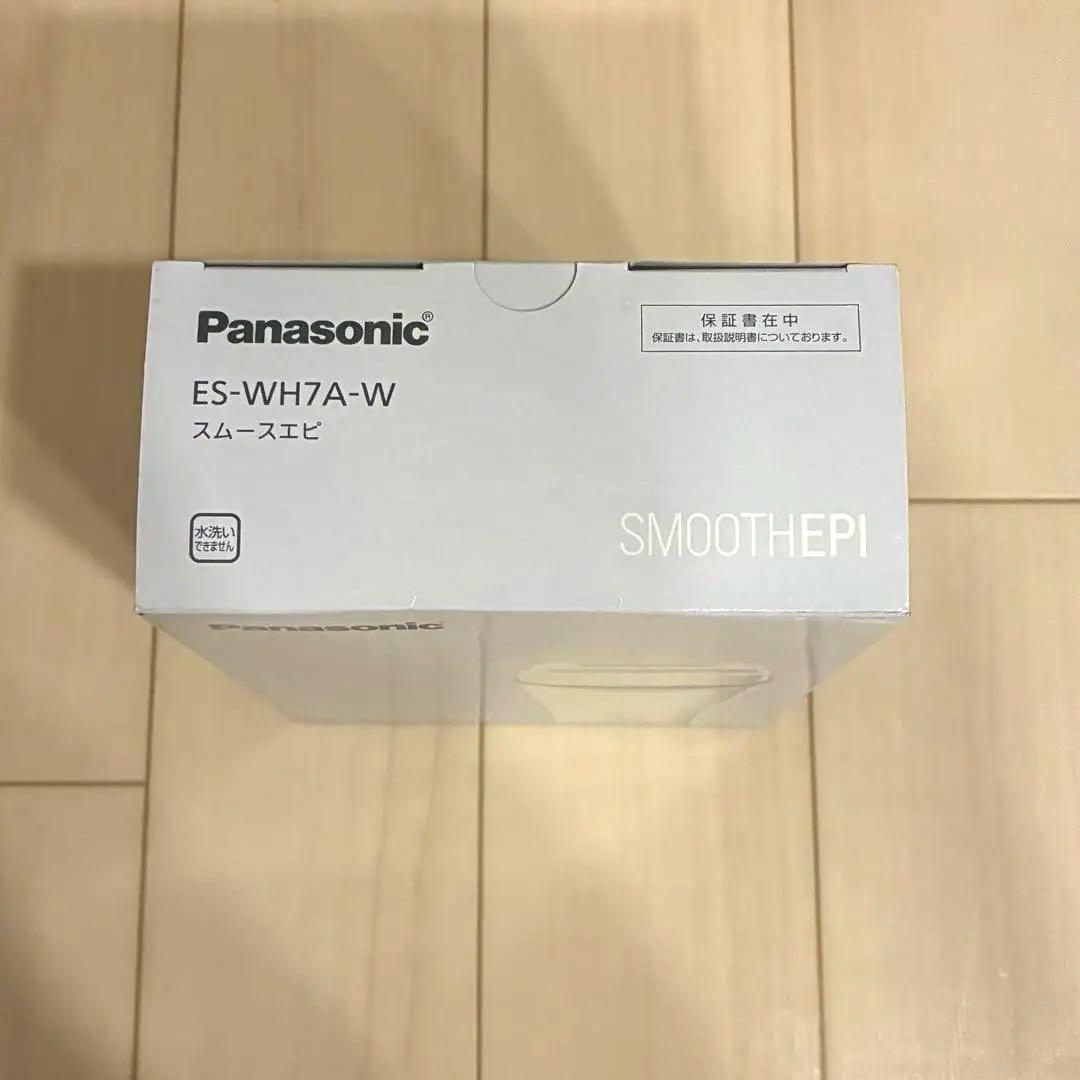 Panasonic®
ES-WH7A-W
スムースエピ
保証書在中
保証書は、取扱説明書についております。
水洗い
できません
SMOOTHEPI
Panasonic